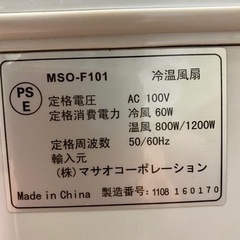 PS
E
MSO-F101 冷温風扇
定格電圧 AC 100V
定格消費電力 冷風 60W
温風 800W/1200W
定格周波数 50/60Hz
輸入元
(株) マサオコーポレーション
Made in China 製造番号: 1108 160170